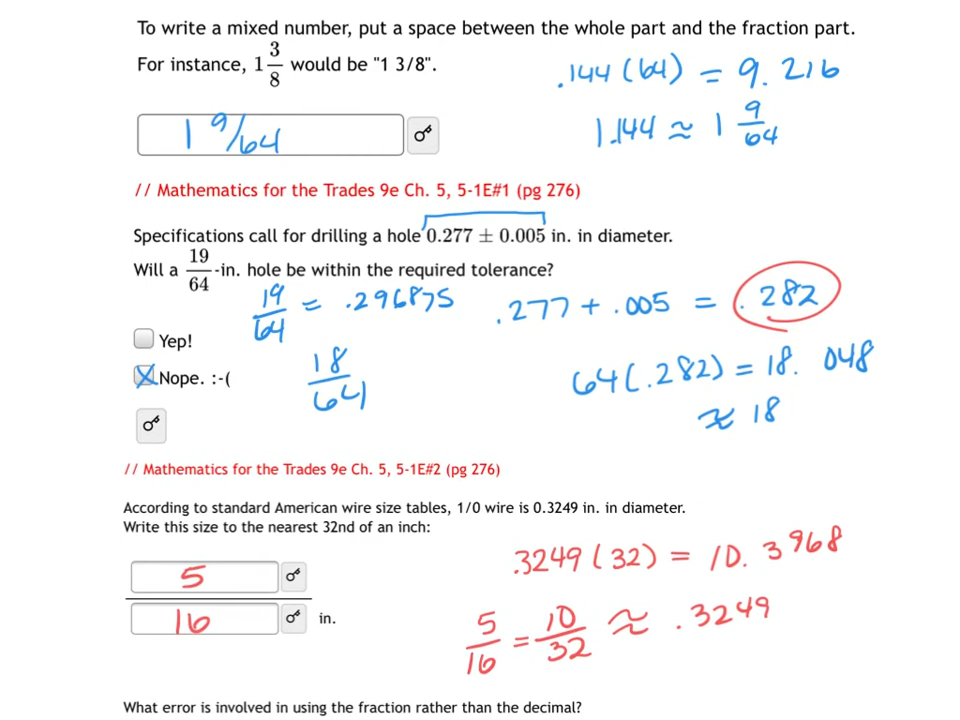 To write a mixed number, put a space between the whole part and the fraction part.
For instance, 1 3/8 would be "1 3/8".
.144 (64) = 9.216
1 9/64
1.144 ≈ 1 9/64
// Mathematics for the Trades 9e Ch. 5, 5-1E#1 (pg 276)
Specifications call for drilling a hole 0.277 ± 0.005 in. in diameter.
Will a 19/64-in. hole be within the required tolerance?
19/64 = .296875
.277 + .005 = .282
Yep!
Nope. :-(
18/64
64(.282) = 18.048
≈ 18
// Mathematics for the Trades 9e Ch. 5, 5-1E#2 (pg 276)
According to standard American wire size tables, 1/0 wire is 0.3249 in. in diameter.
Write this size to the nearest 32nd of an inch:
.3249 (32) = 10.3968
5
16 in.
5/16 = 10/32 ≈ .3249
What error is involved in using the fraction rather than the decimal?